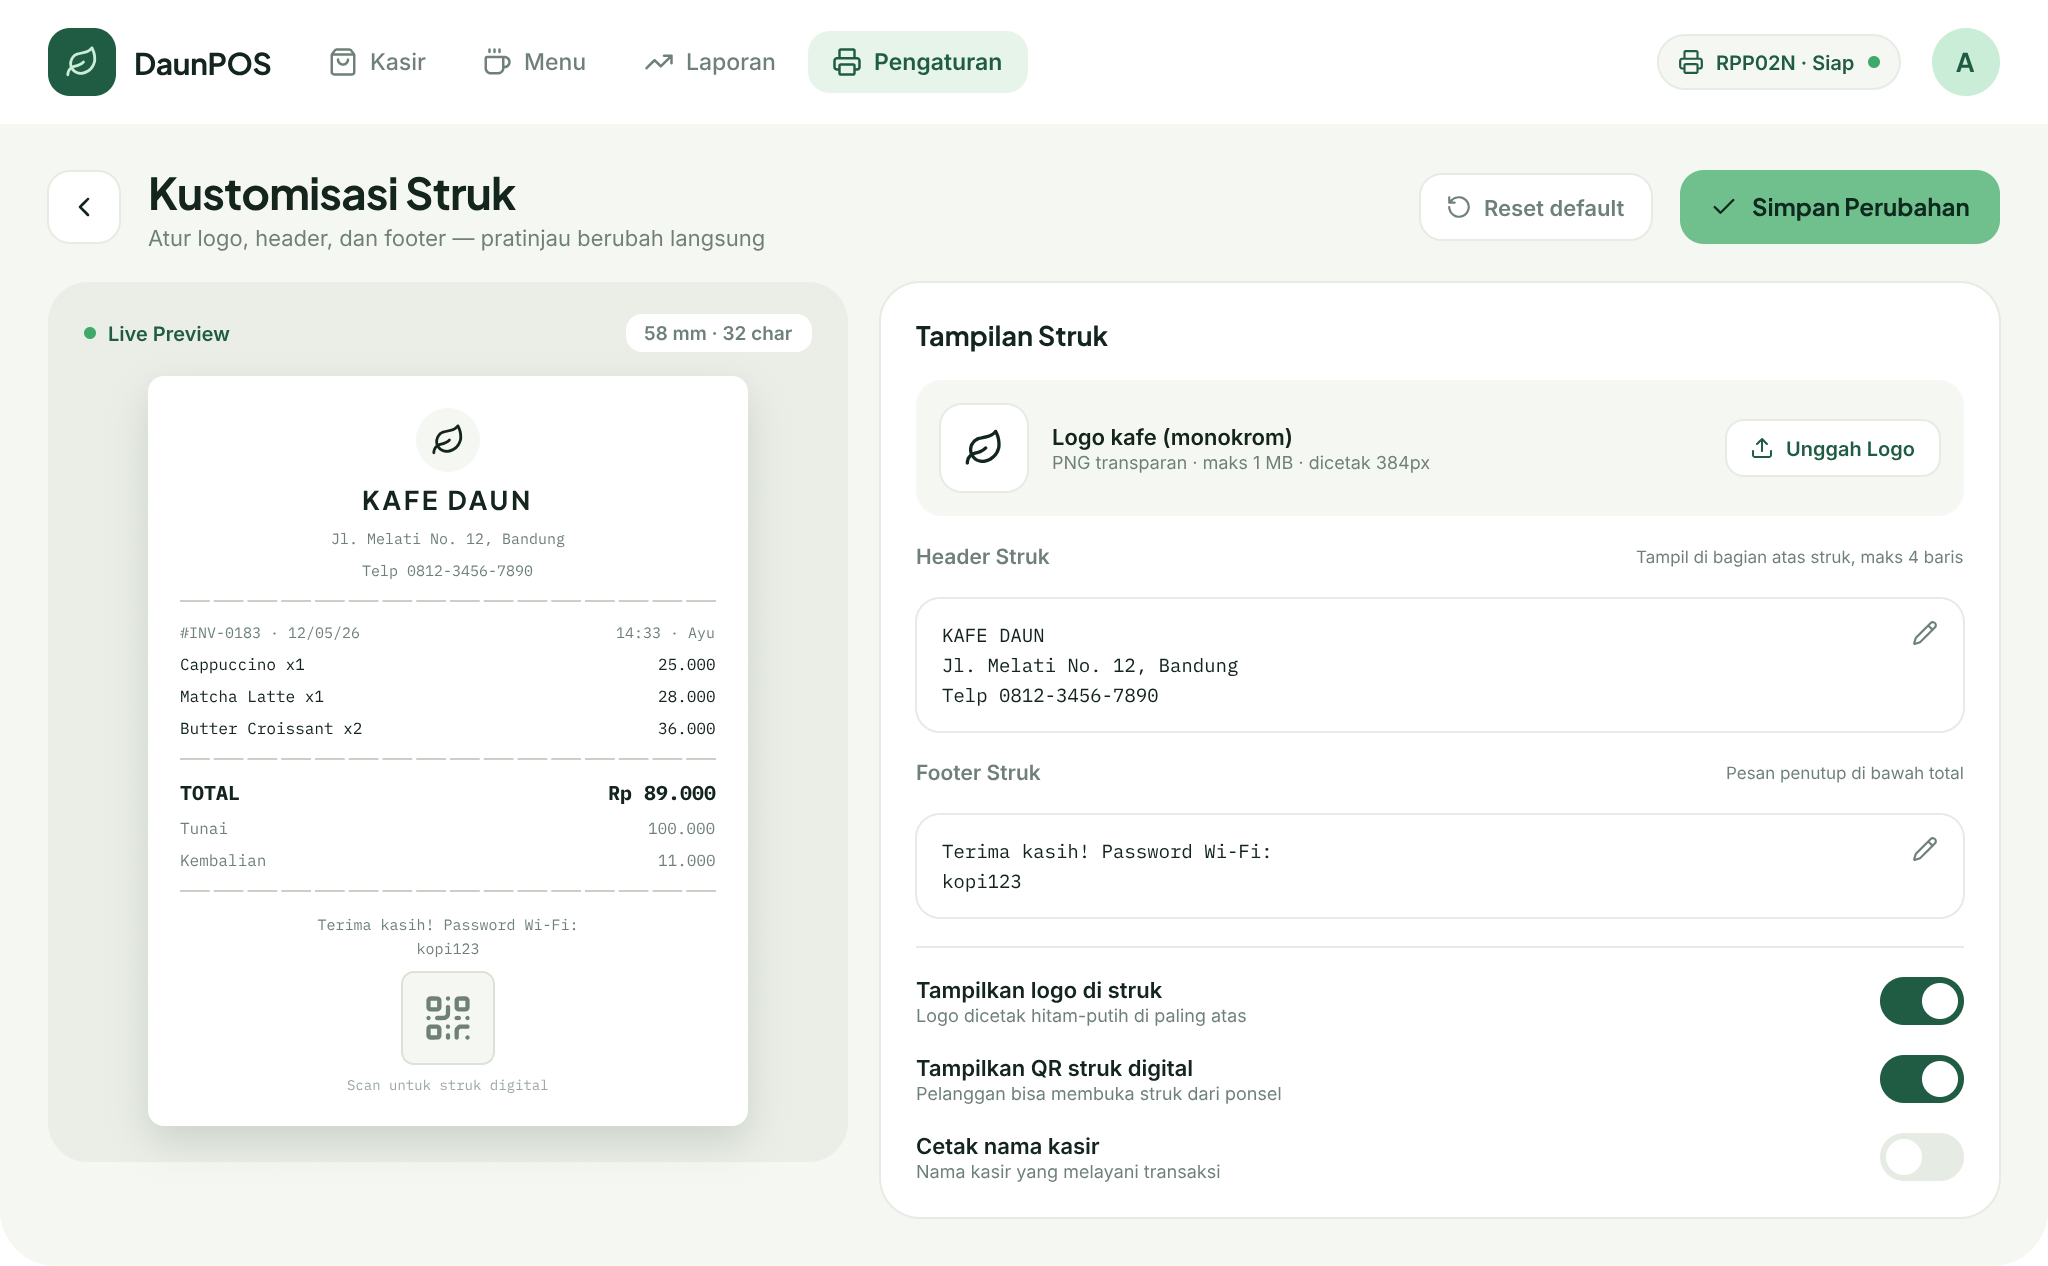 DaunPOS
Kasir
Menu
Laporan
Pengaturan
RPP02N · Siap
A
Kustomisasi Struk
Atur logo, header, dan footer — pratinjau berubah langsung
Reset default
Simpan Perubahan
Live Preview
58 mm · 32 char
KAFE DAUN
Jl. Melati No. 12, Bandung
Telp 0812-3456-7890
#INV-0183 · 12/05/26 14:33 · Ayu
Cappuccino x1 25.000
Matcha Latte x1 28.000
Butter Croissant x2 36.000
TOTAL Rp 89.000
Tunai 100.000
Kembalian 11.000
Terima kasih! Password Wi-Fi:
kopi123
Scan untuk struk digital
Tampilan Struk
Logo kafe (monokrom)
PNG transparan · maks 1 MB · dicetak 384px
Unggah Logo
Header Struk
Tampil di bagian atas struk, maks 4 baris
KAFE DAUN
Jl. Melati No. 12, Bandung
Telp 0812-3456-7890
Footer Struk
Pesan penutup di bawah total
Terima kasih! Password Wi-Fi:
kopi123
Tampilkan logo di struk
Logo dicetak hitam-putih di paling atas
Tampilkan QR struk digital
Pelanggan bisa membuka struk dari ponsel
Cetak nama kasir
Nama kasir yang melayani transaksi